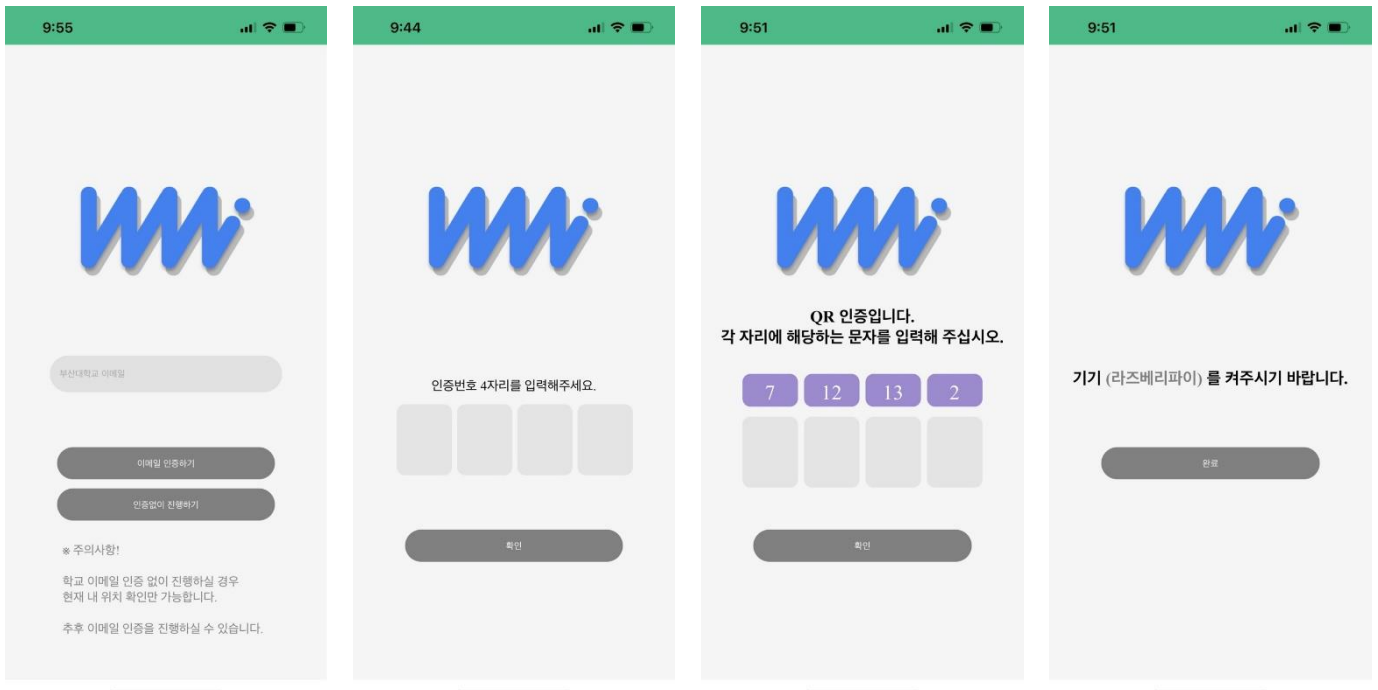 9:55
부산대학교 이메일
이메일 인증하기
인증없이 진행하기
※ 주의사항!
학교 이메일 인증 없이 진행하실 경우
현재 내 위치 확인만 가능합니다.
추후 이메일 인증을 진행하실 수 있습니다.
9:44
인증번호 4자리를 입력해주세요.
확인
9:51
QR 인증입니다.
각 자리에 해당하는 문자를 입력해 주십시오.
7 12 13 2
확인
9:51
기기 (라즈베리파이) 를 켜주시기 바랍니다.
완료